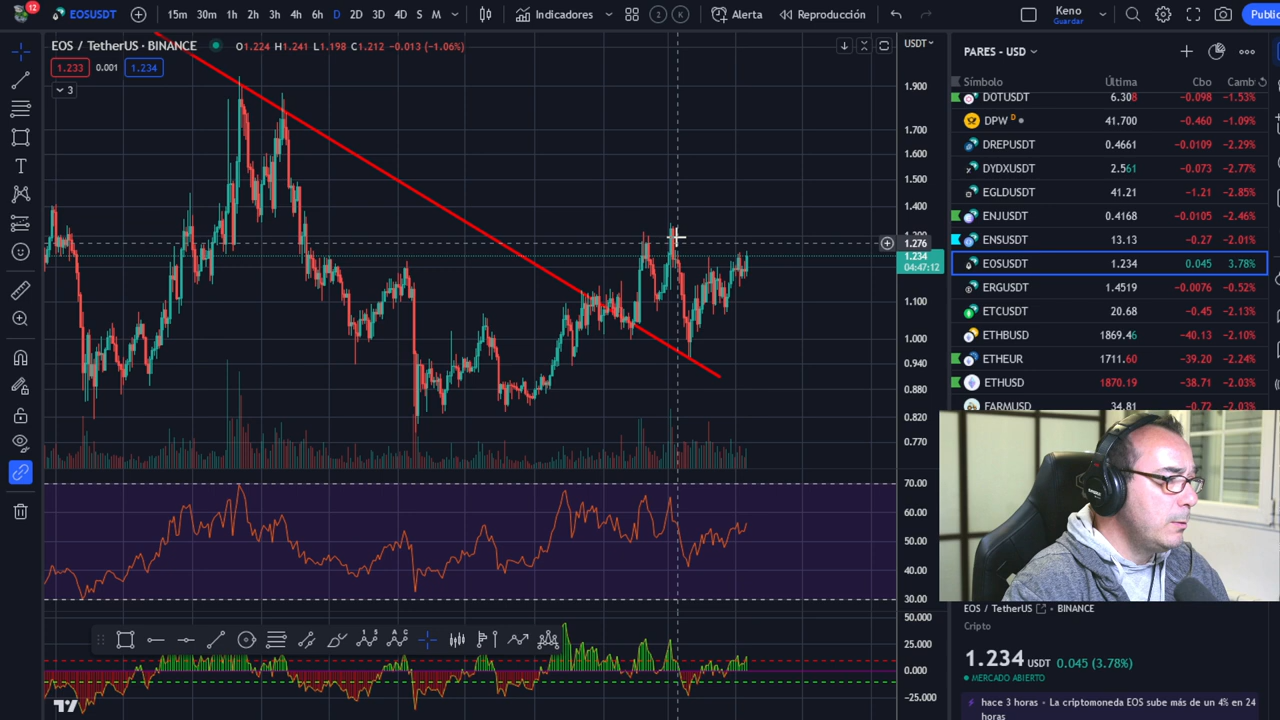 12
EOSUSDT
15m 30m 1h 2h 3h 4h 6h D 2D 3D 4D S M
Indicadores
2 K
Alerta
Reproducción
Keno
Guardar
Public
EOS / TetherUS · BINANCE O1.224 H1.241 L1.198 C1.212 -0.013 (-1.06%)
1.233 0.001 1.234
3
USDT
1.900
1.700
1.600
1.500
1.400
1.276
1.234
04:47:12
1.100
1.000
0.940
0.880
0.820
0.770
70.00
60.00
50.00
40.00
30.00
50.000
25.000
0.000
-25.000
PARES - USD
Símbolo Última Cbo Camb
DOTUSDT 6.308 -0.098 -1.53%
DPW D 41.700 -0.460 -1.09%
DREPUSDT 0.4661 -0.0109 -2.29%
DYDXUSDT 2.561 -0.073 -2.77%
EGLDUSDT 41.21 -1.21 -2.85%
ENJUSDT 0.4168 -0.0105 -2.46%
ENSUSDT 13.13 -0.27 -2.01%
EOSUSDT 1.234 0.045 3.78%
ERGUSDT 1.4519 -0.0076 -0.52%
ETCUSDT 20.68 -0.45 -2.13%
ETHBUSD 1869.46 -40.13 -2.10%
ETHEUR 1711.60 -39.20 -2.24%
ETHUSD 1870.19 -38.71 -2.03%
FARMUSD 34.81 -0.72 -2.03%
EOS / TetherUS · BINANCE
Cripto
1.234 USDT 0.045 (3.78%)
MERCADO ABIERTO
hace 3 horas · La criptomoneda EOS sube más de un 4% en 24
horas